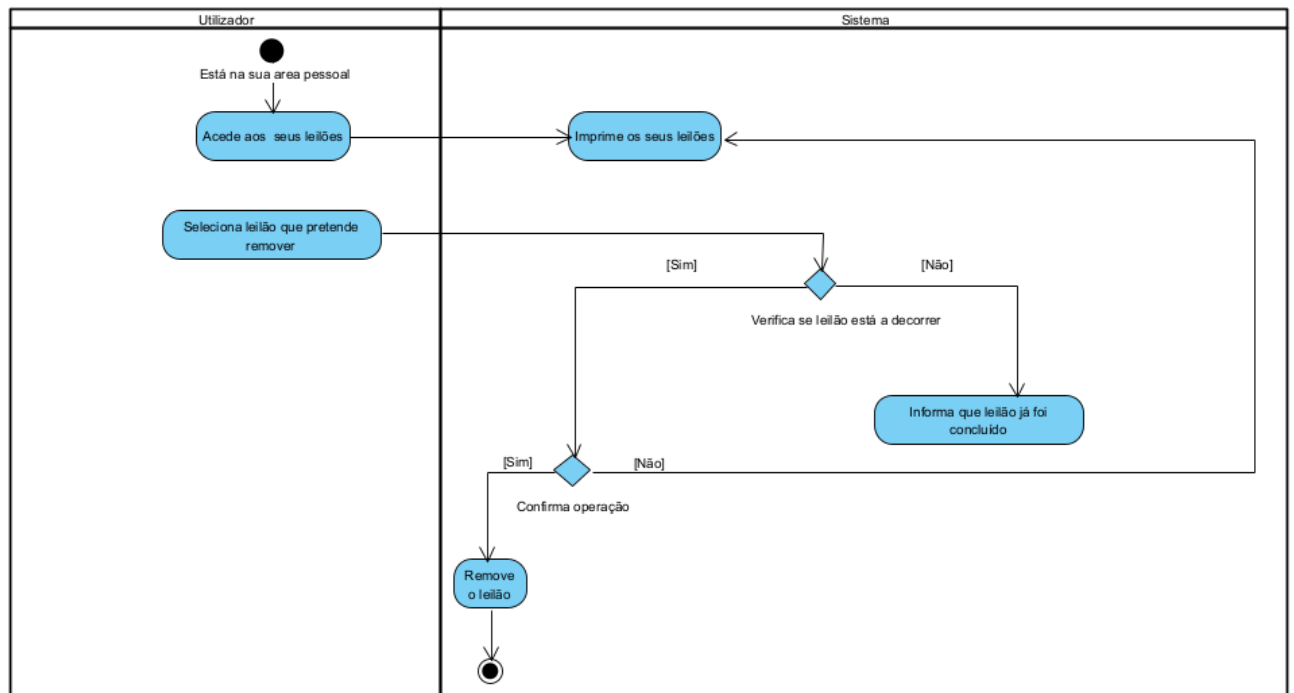 Utilizador
Sistema
Está na sua area pessoal
Acede aos seus leilões
Imprime os seus leilões
Seleciona leilão que pretende
remover
[Sim]
[Não]
Verifica se leilão está a decorrer
Informa que leilão já foi
concluído
[Sim]
[Não]
Confirma operação
Remove
o leilão